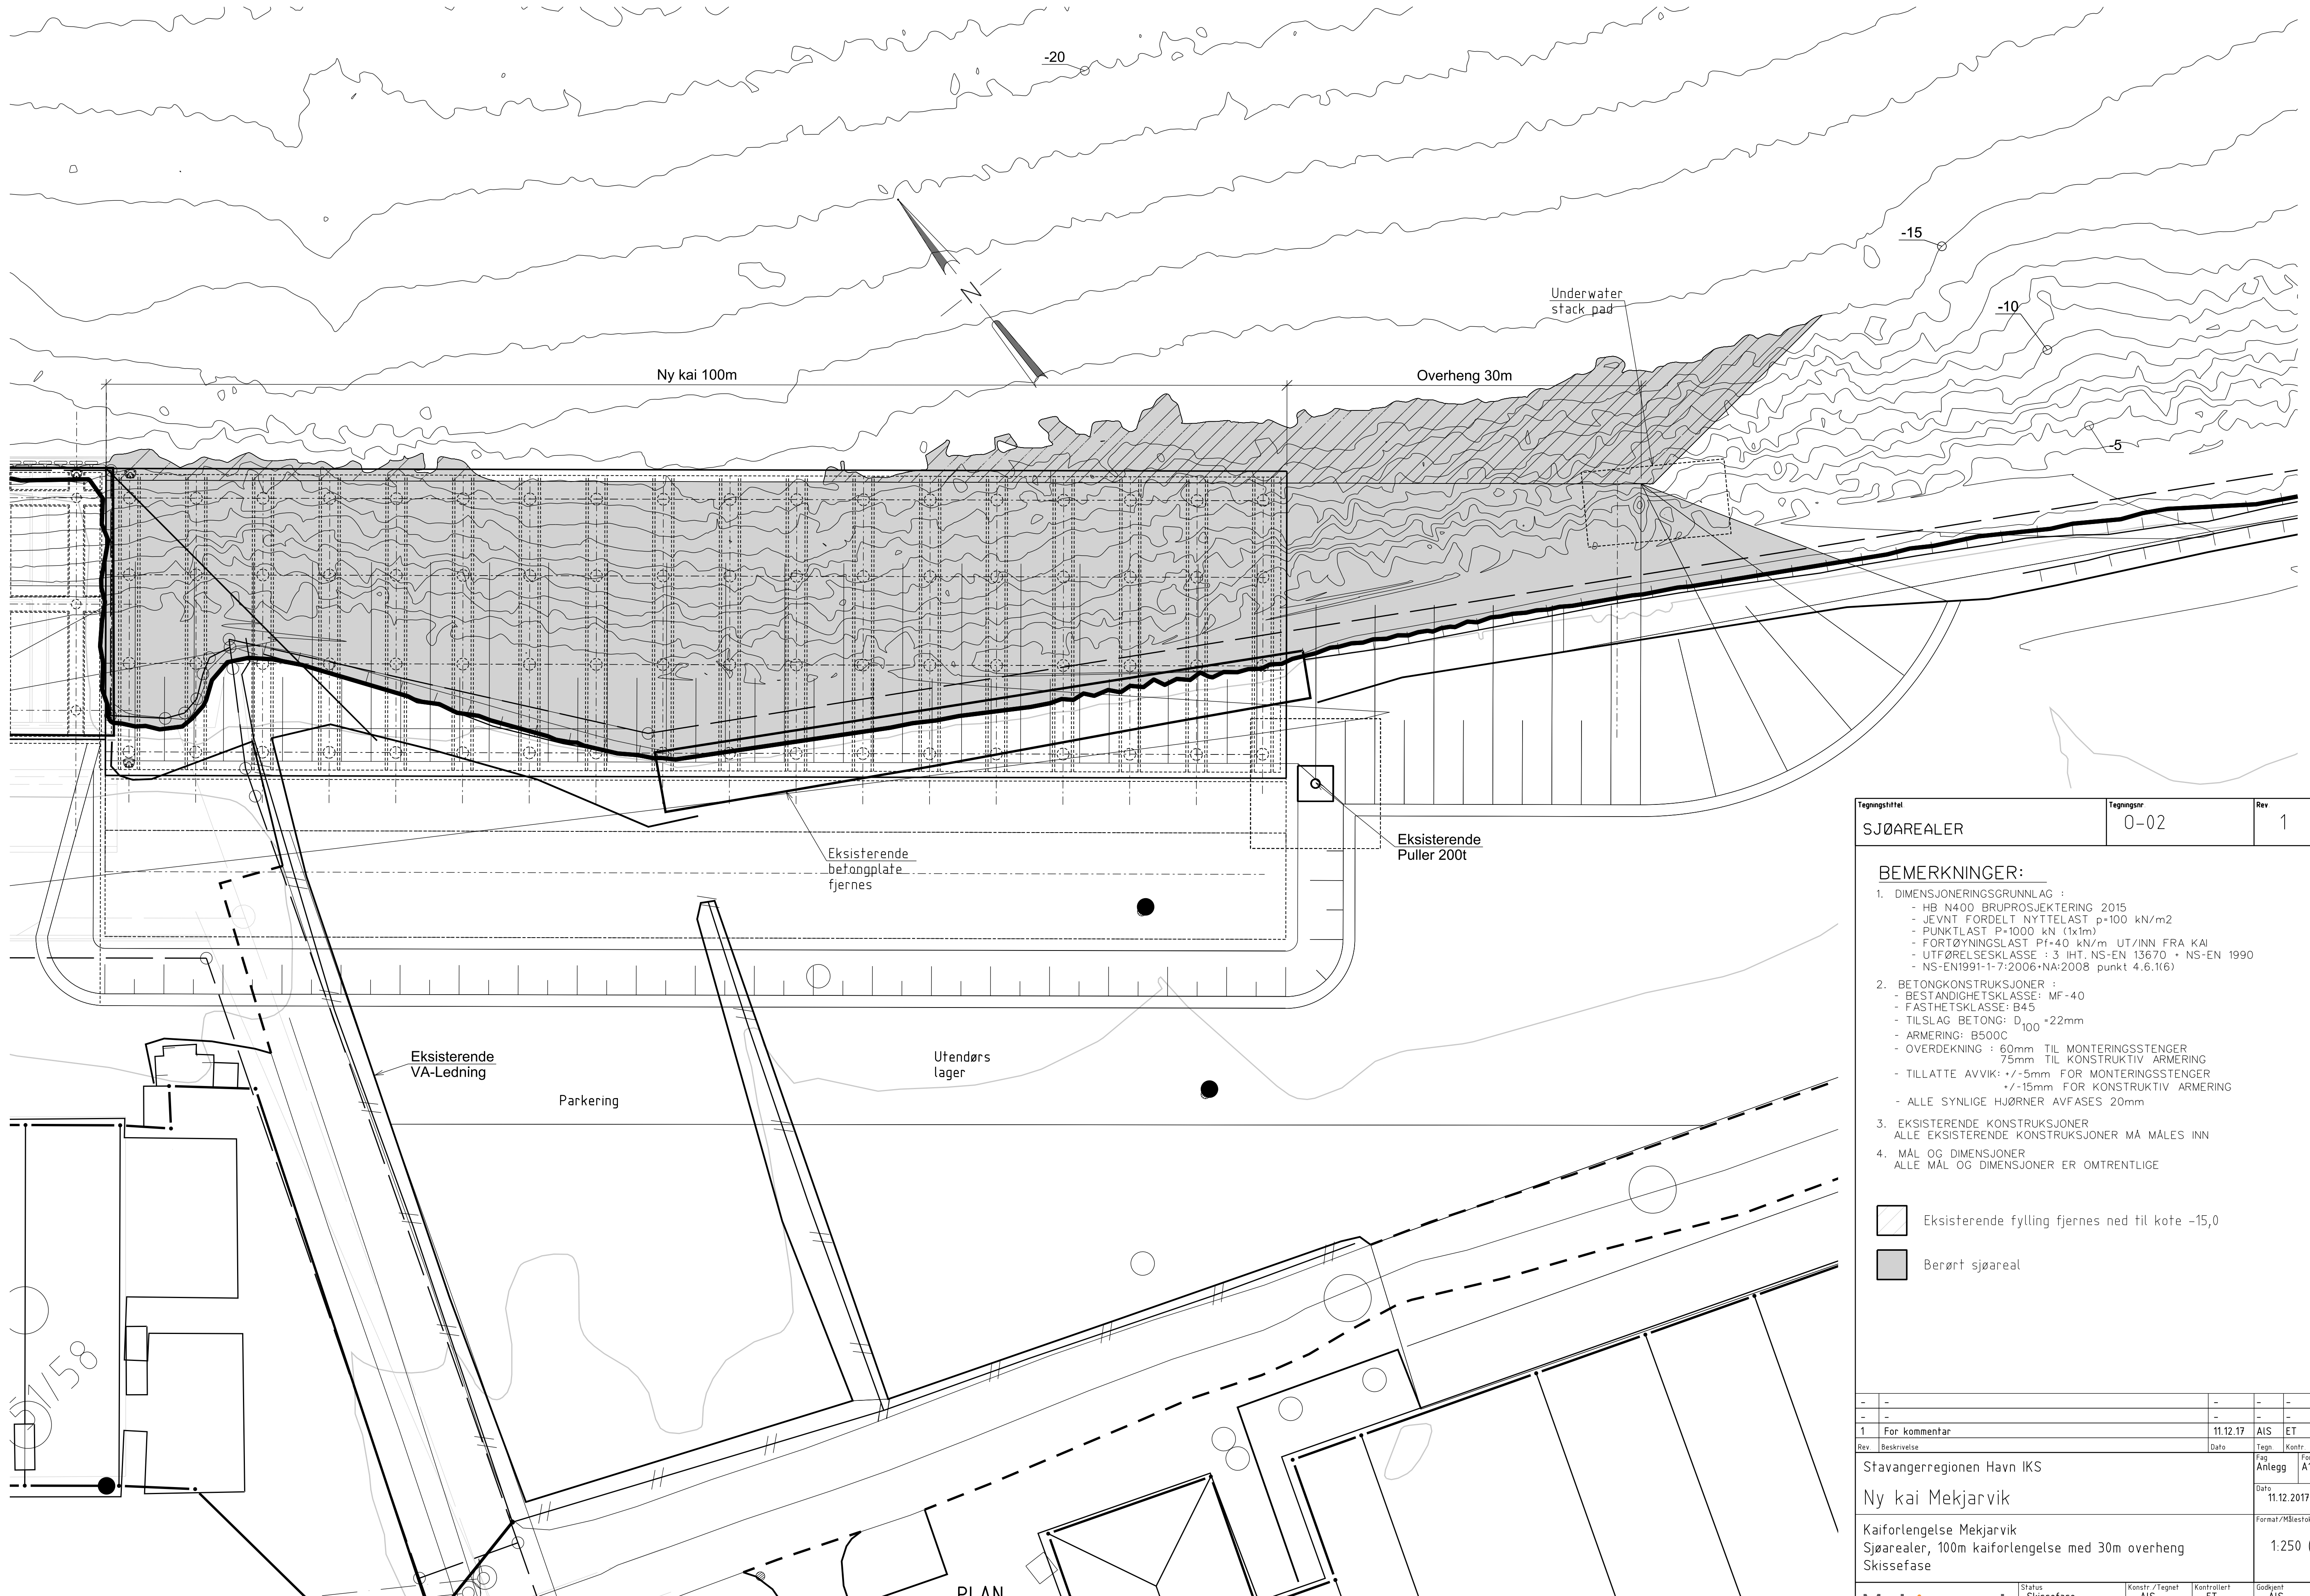 -20
-15
Underwater
stack pad
-10
Ny kai 100m
Overheng 30m
-5
N
Eksisterende
betongplate
fjernes
Eksisterende
Puller 200t
Eksisterende
VA-Ledning
Utendørs
lager
Parkering
51/58
PLAN
Tegningstittel
SJØAREALER
Tegningsnr
O-02
Rev
1
BEMERKNINGER:
1. DIMENSJONERINGSGRUNNLAG :
- HB N400 BRUPROSJEKTERING 2015
- JEVNT FORDELT NYTTELAST p=100 kN/m2
- PUNKTLAST P=1000 kN (1x1m)
- FORTØYNINGSLAST Pf=40 kN/m UT/INN FRA KAI
- UTFØRELSESKLASSE : 3 IHT. NS-EN 13670 + NS-EN 1990
- NS-EN1991-1-7:2006+NA:2008 punkt 4.6.1(6)
2. BETONGKONSTRUKSJONER :
- BESTANDIGHETSKLASSE: MF-40
- FASTHETSKLASSE: B45
- TILSLAG BETONG: D100 =22mm
- ARMERING: B500C
- OVERDEKNING : 60mm TIL MONTERINGSSTENGER
75mm TIL KONSTRUKTIV ARMERING
- TILLATTE AVVIK: +/-5mm FOR MONTERINGSSTENGER
+/-15mm FOR KONSTRUKTIV ARMERING
- ALLE SYNLIGE HJØRNER AVFASES 20mm
3. EKSISTERENDE KONSTRUKSJONER
ALLE EKSISTERENDE KONSTRUKSJONER MÅ MÅLES INN
4. MÅL OG DIMENSJONER
ALLE MÅL OG DIMENSJONER ER OMTRENTLIGE
Eksisterende fylling fjernes ned til kote -15,0
Berørt sjøareal
- - - - -
- - - - -
1 For kommentar 11.12.17 AlS ET
Rev. Beskrivelse Dato Tegn Kontr.
Stavangerregionen Havn IKS
Fag
Anlegg
Ny kai Mekjarvik
Dato
11.12.2017
Kaiforlengelse Mekjarvik
Sjøarealer, 100m kaiforlengelse med 30m overheng
Skissefase
1:250
Status
Konstr./Tegnet
Kontrollert
Godkjent